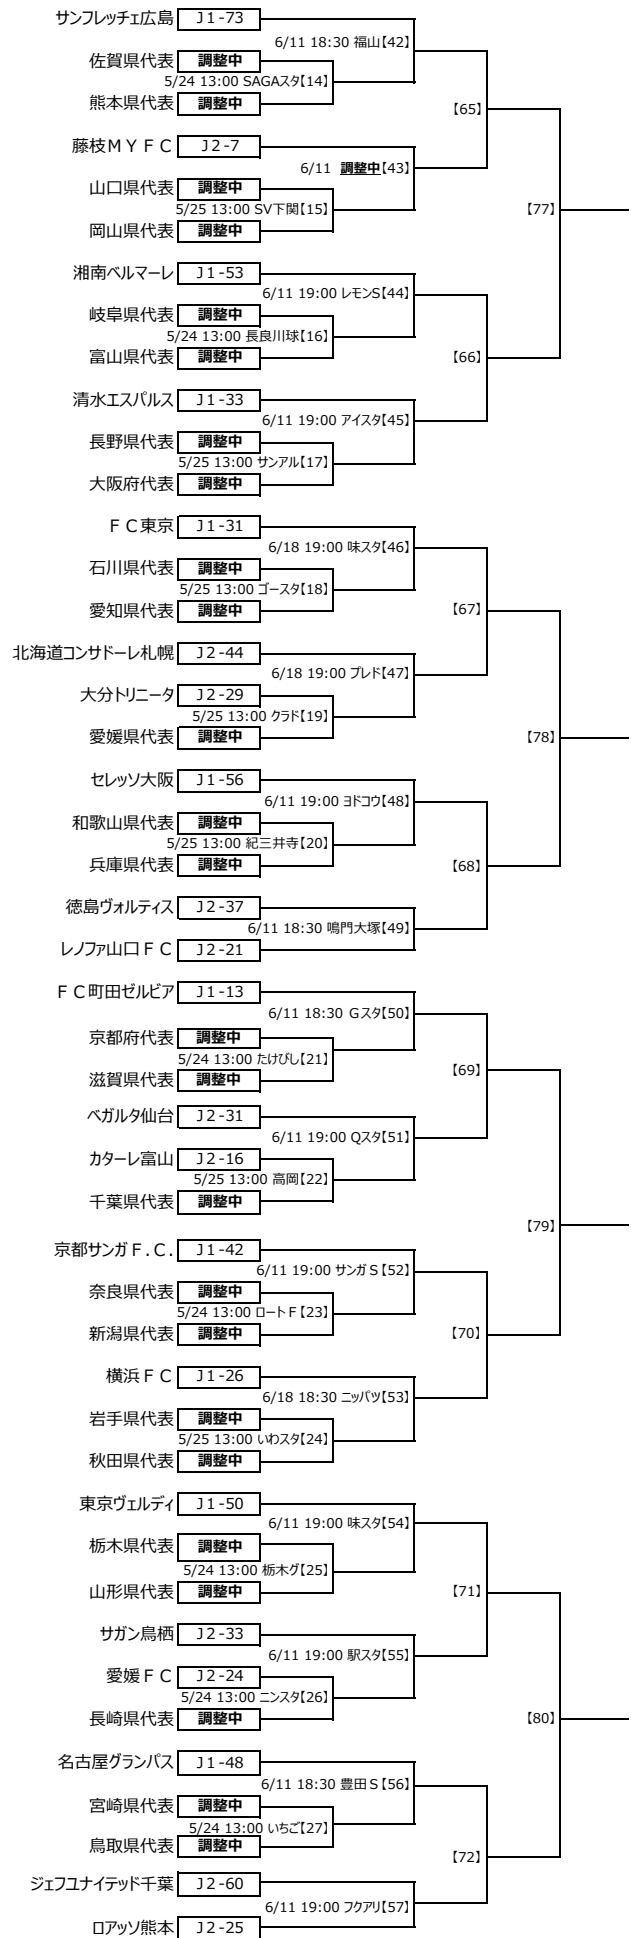 サンフレッチェ広島 J1-73
6/11 18:30 福山【42】
佐賀県代表 調整中
5/24 13:00 SAGAスタ【14】
熊本県代表 調整中
【65】
藤枝ＭＹＦＣ J2-7
6/11 調整中【43】
山口県代表 調整中
5/25 13:00 SV下関【15】
岡山県代表 調整中
【77】
湘南ベルマーレ J1-53
6/11 19:00 レモンS【44】
岐阜県代表 調整中
5/24 13:00 長良川球【16】
富山県代表 調整中
【66】
清水エスパルス J1-33
6/11 19:00 アイスタ【45】
長野県代表 調整中
5/25 13:00 サンアル【17】
大阪府代表 調整中
ＦＣ東京 J1-31
6/18 19:00 味スタ【46】
石川県代表 調整中
5/25 13:00 ゴースタ【18】
愛知県代表 調整中
【67】
北海道コンサドーレ札幌 J2-44
6/18 19:00 プレド【47】
大分トリニータ J2-29
5/25 13:00 クラド【19】
愛媛県代表 調整中
【78】
セレッソ大阪 J1-56
6/11 19:00 ヨドコウ【48】
和歌山県代表 調整中
5/25 13:00 紀三井寺【20】
兵庫県代表 調整中
【68】
徳島ヴォルティス J2-37
6/11 18:30 鳴門大塚【49】
レノファ山口ＦＣ J2-21
ＦＣ町田ゼルビア J1-13
6/11 18:30 Ｇスタ【50】
京都府代表 調整中
5/24 13:00 たけびし【21】
滋賀県代表 調整中
【69】
ベガルタ仙台 J2-31
6/11 19:00 Qスタ【51】
カターレ富山 J2-16
5/25 13:00 高岡【22】
千葉県代表 調整中
【79】
京都サンガＦ.Ｃ. J1-42
6/11 19:00 サンガＳ【52】
奈良県代表 調整中
5/24 13:00 ロートＦ【23】
新潟県代表 調整中
【70】
横浜ＦＣ J1-26
6/18 18:30 ニッパツ【53】
岩手県代表 調整中
5/25 13:00 いわスタ【24】
秋田県代表 調整中
東京ヴェルディ J1-50
6/11 19:00 味スタ【54】
栃木県代表 調整中
5/24 13:00 栃木グ【25】
山形県代表 調整中
【71】
サガン鳥栖 J2-33
6/11 19:00 駅スタ【55】
愛媛ＦＣ J2-24
5/24 13:00 ニンスタ【26】
長崎県代表 調整中
【80】
名古屋グランパス J1-48
6/11 18:30 豊田Ｓ【56】
宮崎県代表 調整中
5/24 13:00 いちご【27】
鳥取県代表 調整中
【72】
ジェフユナイテッド千葉 J2-60
6/11 19:00 フクアリ【57】
ロアッソ熊本 J2-25